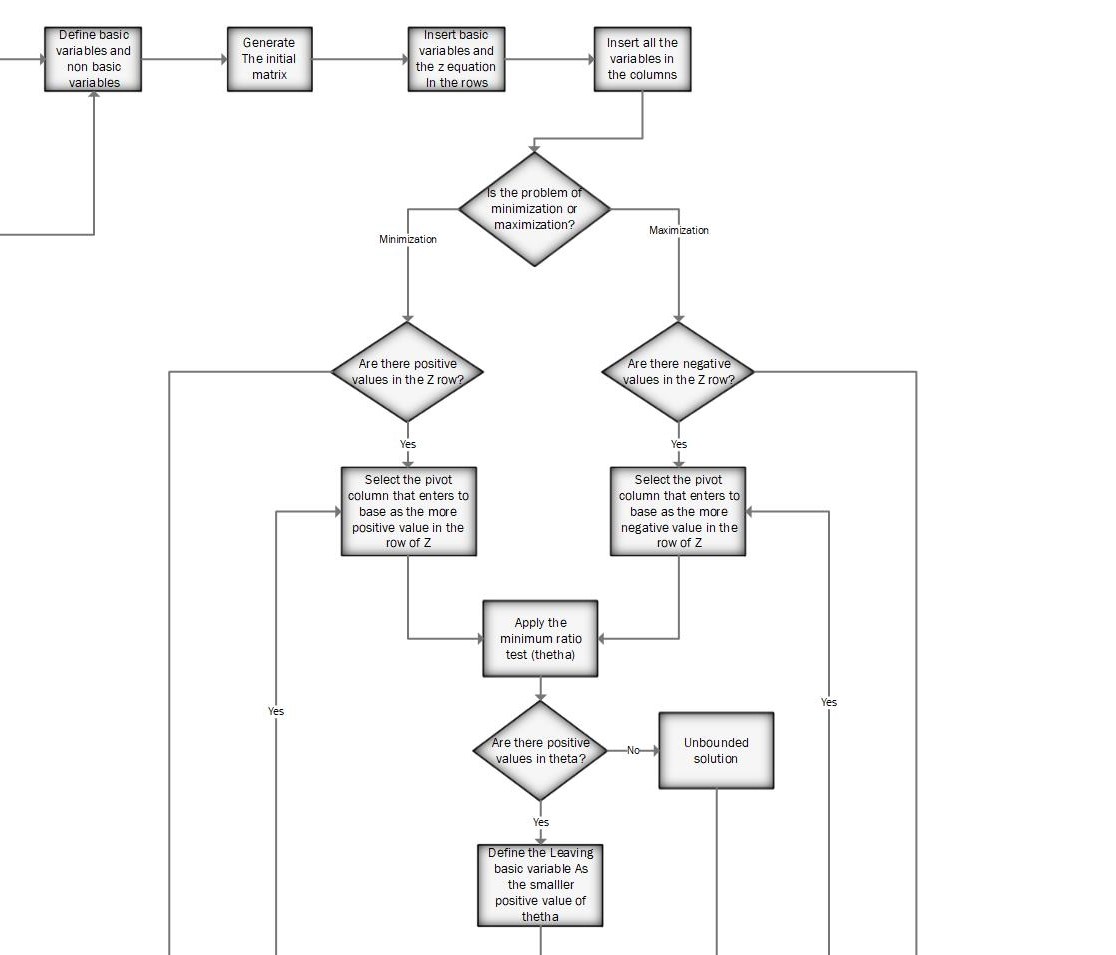 Define basic
variables and
non basic
variables
Generate
The initial
matrix
Insert basic
variables and
the z equation
In the rows
Insert all the
variables in
the columns
Is the problem of
minimization or
maximization?
Minimization
Maximization
Are there positive
values in the Z row?
Are there negative
values in the Z row?
Yes
Yes
Select the pivot
column that enters to
base as the more
positive value in the
row of Z
Select the pivot
column that enters to
base as the more
negative value in the
row of Z
Apply the
minimum ratio
test (thetha)
Yes
Yes
Are there positive
values in theta?
No
Unbounded
solution
Yes
Define the Leaving
basic variable As
the smalller
positive value of
thetha